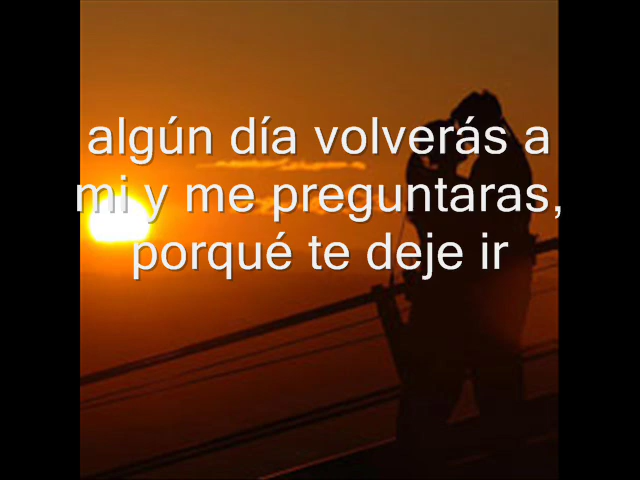 algún día volverás a
mi y me preguntaras,
porqué te deje ir